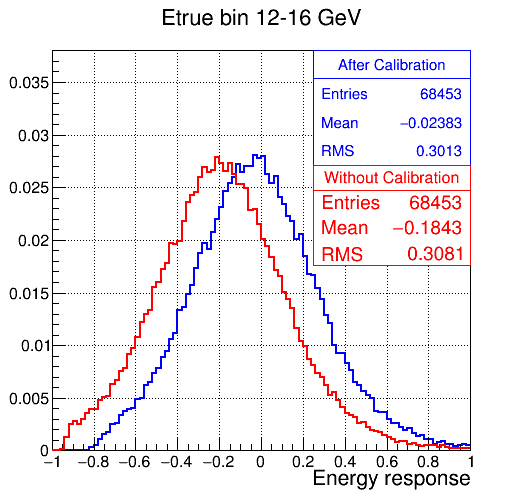 Etrue bin 12-16 GeV
After Calibration
Entries 68453
Mean −0.02383
RMS 0.3013
Without Calibration
Entries 68453
Mean −0.1843
RMS 0.3081
0.035
0.03
0.025
0.02
0.015
0.01
0.005
0
−1 −0.8 −0.6 −0.4 −0.2 0 0.2 0.4 0.6 0.8 1
Energy response